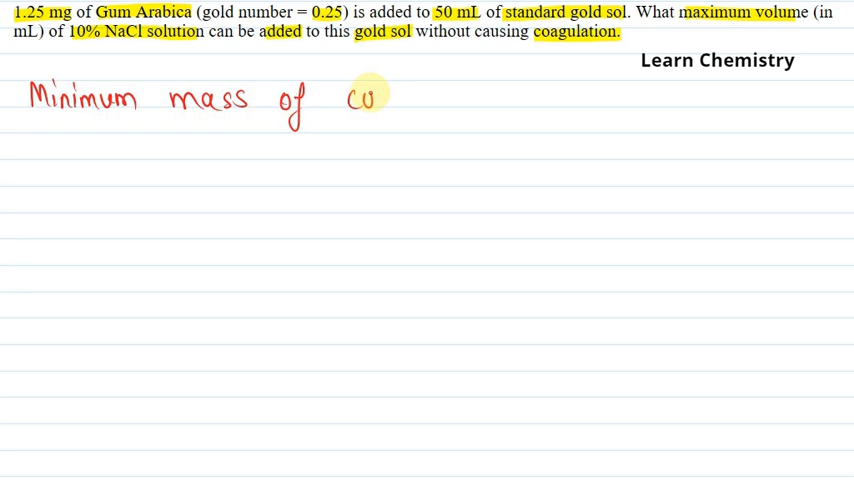 1.25 mg of Gum Arabica (gold number = 0.25) is added to 50 mL of standard gold sol. What maximum volume (in
mL) of 10% NaCl solution can be added to this gold sol without causing coagulation.
Learn Chemistry
Minimum mass of co